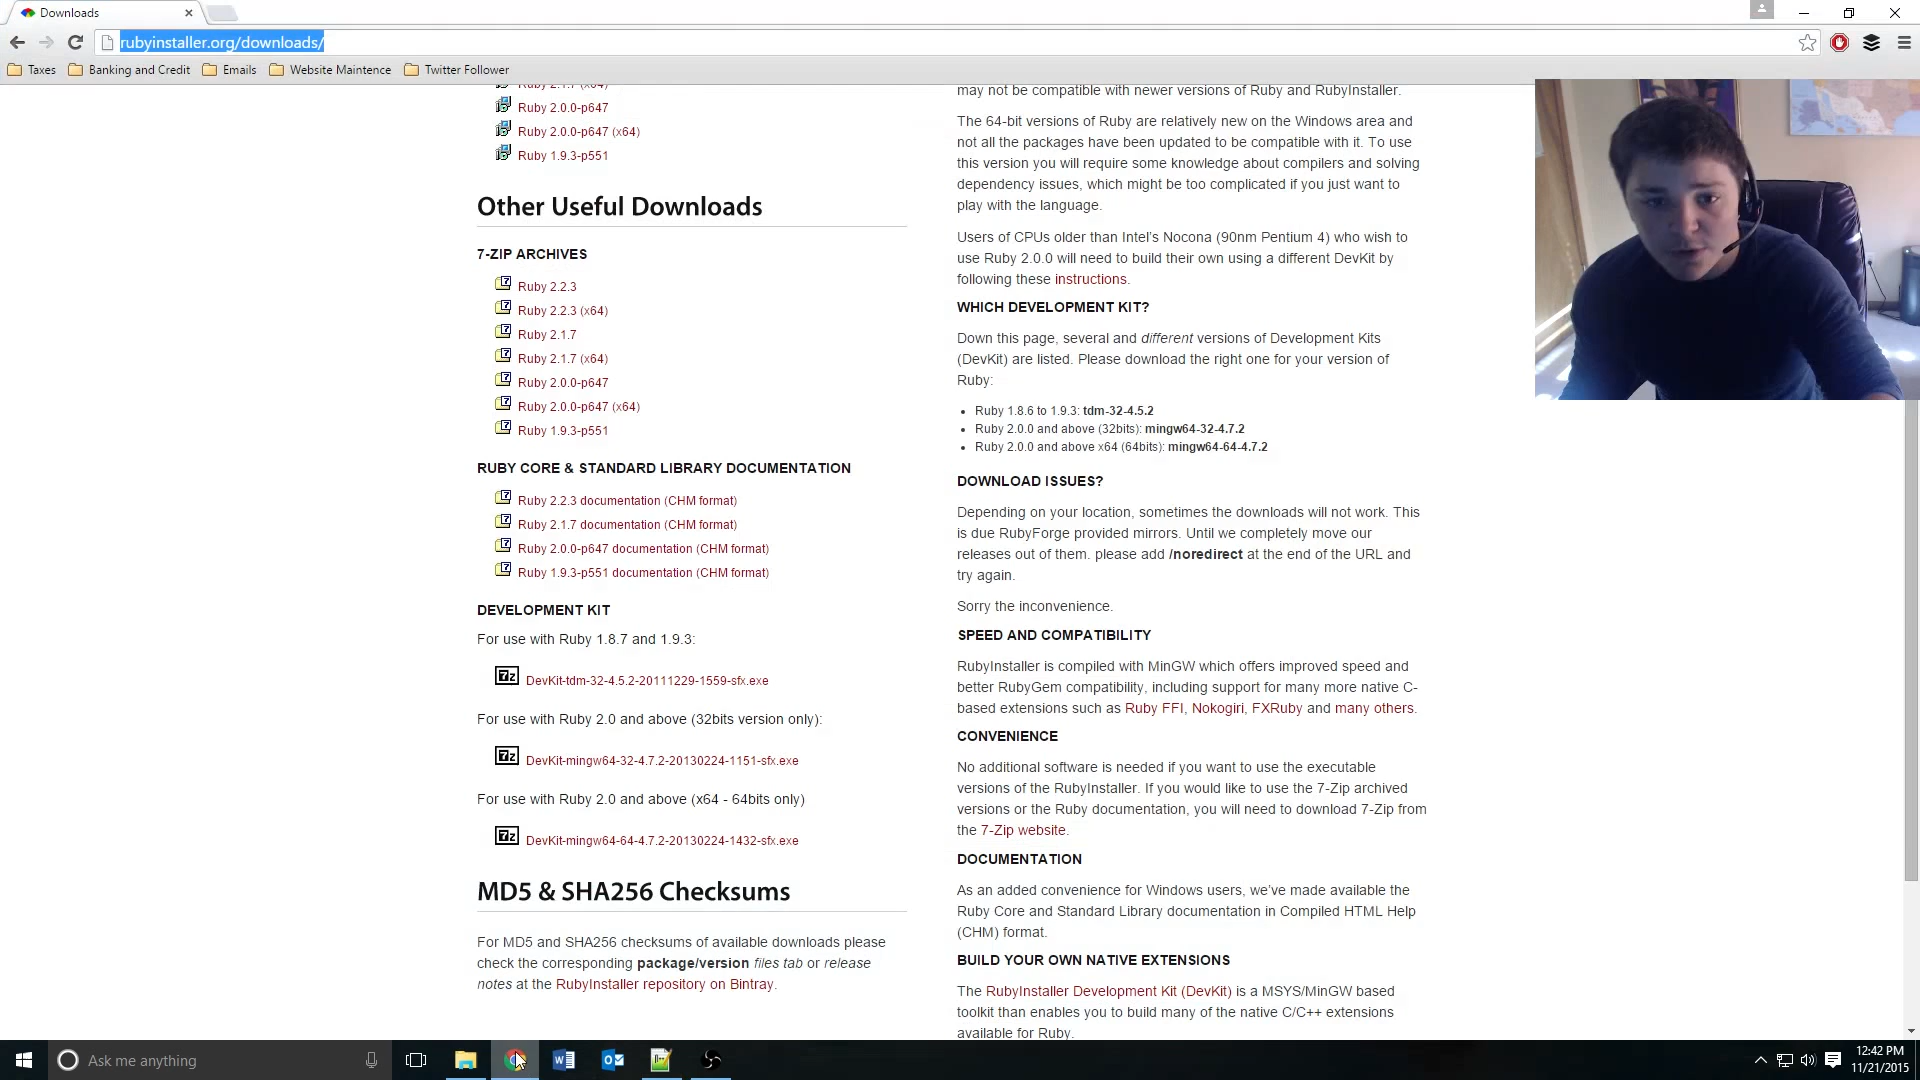 Downloads
rubyinstaller.org/downloads/
Taxes
Banking and Credit
Emails
Website Maintence
Twitter Follower
Ruby 2.1.7 (x64)
Ruby 2.0.0-p647
Ruby 2.0.0-p647 (x64)
Ruby 1.9.3-p551
Other Useful Downloads
7-ZIP ARCHIVES
Ruby 2.2.3
Ruby 2.2.3 (x64)
Ruby 2.1.7
Ruby 2.1.7 (x64)
Ruby 2.0.0-p647
Ruby 2.0.0-p647 (x64)
Ruby 1.9.3-p551
RUBY CORE & STANDARD LIBRARY DOCUMENTATION
Ruby 2.2.3 documentation (CHM format)
Ruby 2.1.7 documentation (CHM format)
Ruby 2.0.0-p647 documentation (CHM format)
Ruby 1.9.3-p551 documentation (CHM format)
DEVELOPMENT KIT
For use with Ruby 1.8.7 and 1.9.3:
DevKit-tdm-32-4.5.2-20111229-1559-sfx.exe
For use with Ruby 2.0 and above (32bits version only):
DevKit-mingw64-32-4.7.2-20130224-1151-sfx.exe
For use with Ruby 2.0 and above (x64 - 64bits only)
DevKit-mingw64-64-4.7.2-20130224-1432-sfx.exe
MD5 & SHA256 Checksums
For MD5 and SHA256 checksums of available downloads please
check the corresponding package/version files tab or release
notes at the RubyInstaller repository on Bintray.
may not be compatible with newer versions of Ruby and RubyInstaller.
The 64-bit versions of Ruby are relatively new on the Windows area and
not all the packages have been updated to be compatible with it. To use
this version you will require some knowledge about compilers and solving
dependency issues, which might be too complicated if you just want to
play with the language.
Users of CPUs older than Intel's Nocona (90nm Pentium 4) who wish to
use Ruby 2.0.0 will need to build their own using a different DevKit by
following these instructions.
WHICH DEVELOPMENT KIT?
Down this page, several and different versions of Development Kits
(DevKit) are listed. Please download the right one for your version of
Ruby:
Ruby 1.8.6 to 1.9.3: tdm-32-4.5.2
Ruby 2.0.0 and above (32bits): mingw64-32-4.7.2
Ruby 2.0.0 and above x64 (64bits): mingw64-64-4.7.2
DOWNLOAD ISSUES?
Depending on your location, sometimes the downloads will not work. This
is due RubyForge provided mirrors. Until we completely move our
releases out of them. please add /noredirect at the end of the URL and
try again.
Sorry the inconvenience.
SPEED AND COMPATIBILITY
RubyInstaller is compiled with MinGW which offers improved speed and
better RubyGem compatibility, including support for many more native C-
based extensions such as Ruby FFI, Nokogiri, FXRuby and many others.
CONVENIENCE
No additional software is needed if you want to use the executable
versions of the RubyInstaller. If you would like to use the 7-Zip archived
versions or the Ruby documentation, you will need to download 7-Zip from
the 7-Zip website.
DOCUMENTATION
As an added convenience for Windows users, we've made available the
Ruby Core and Standard Library documentation in Compiled HTML Help
(CHM) format.
BUILD YOUR OWN NATIVE EXTENSIONS
The RubyInstaller Development Kit (DevKit) is a MSYS/MinGW based
toolkit than enables you to build many of the native C/C++ extensions
available for Ruby.
Ask me anything
12:42 PM
11/21/2015